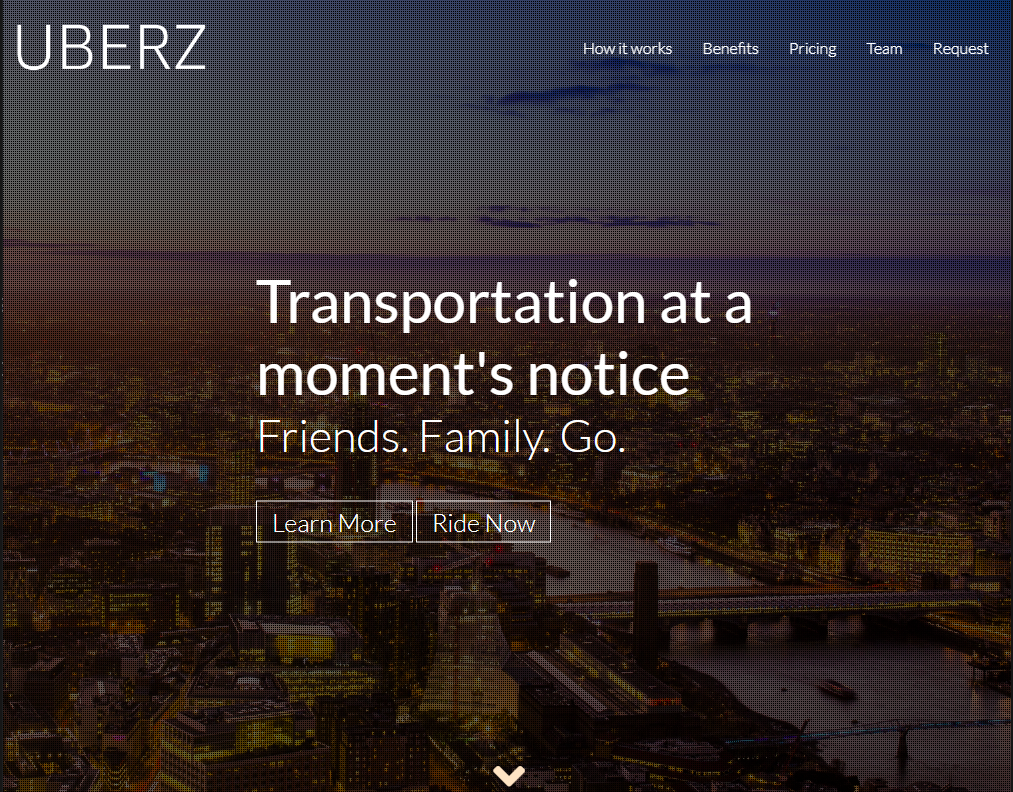 UBERZ
How it works Benefits Pricing Team Request
Transportation at a
moment's notice
Friends. Family. Go.
Learn More Ride Now